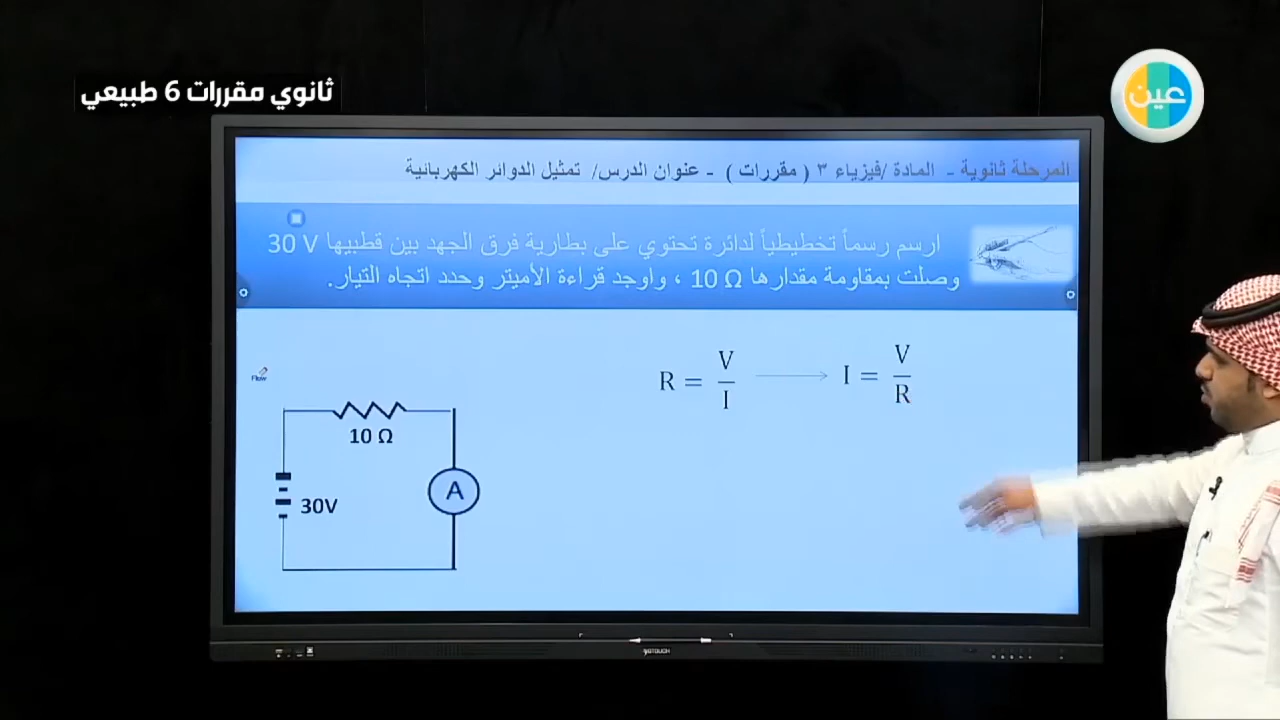 ثانوي مقررات 6 طبيعي
عين
المرحلة ثانوية - المادة /فيزياء ٣ ( مقررات ) - عنوان الدرس/ تمثيل الدوائر الكهربائية
ارسم رسماً تخطيطياً لدائرة تحتوي على بطارية فرق الجهد بين قطبيها 30 V
وصلت بمقاومة مقدارها 10 Ω ، واوجد قراءة الأميتر وحدد اتجاه التيار.
R = V/I → I = V/R
Flow
10 Ω
30V
A